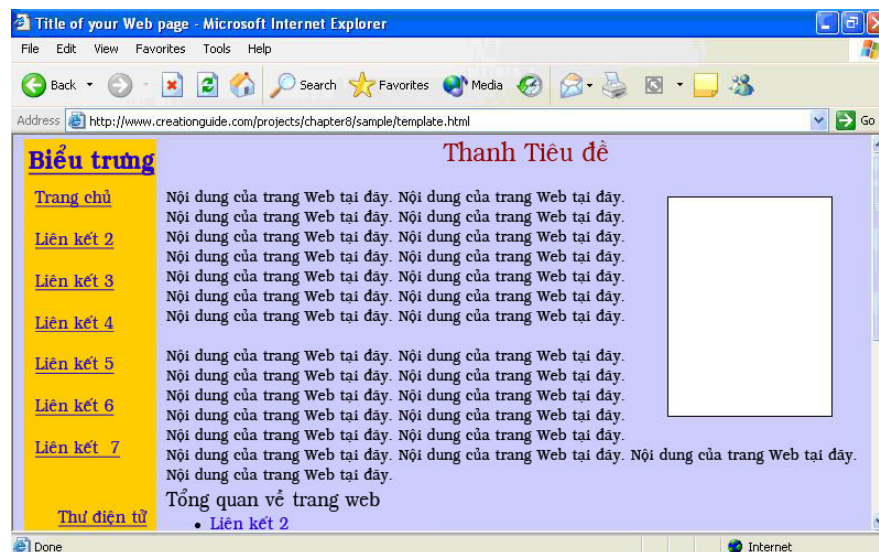 Title of your Web page - Microsoft Internet Explorer
File Edit View Favorites Tools Help
Back Search Favorites Media
Address http://www.creationguide.com/projects/chapter8/sample/template.html Go
Biểu trưng
Trang chủ
Liên kết 2
Liên kết 3
Liên kết 4
Liên kết 5
Liên kết 6
Liên kết 7
Thư điện tử
Thanh Tiêu đề
Nội dung của trang Web tại đây. Nội dung của trang Web tại đây.
Nội dung của trang Web tại đây. Nội dung của trang Web tại đây.
Nội dung của trang Web tại đây. Nội dung của trang Web tại đây.
Nội dung của trang Web tại đây. Nội dung của trang Web tại đây.
Nội dung của trang Web tại đây. Nội dung của trang Web tại đây.
Nội dung của trang Web tại đây. Nội dung của trang Web tại đây.
Nội dung của trang Web tại đây. Nội dung của trang Web tại đây.
Nội dung của trang Web tại đây. Nội dung của trang Web tại đây.
Nội dung của trang Web tại đây. Nội dung của trang Web tại đây.
Nội dung của trang Web tại đây. Nội dung của trang Web tại đây.
Nội dung của trang Web tại đây. Nội dung của trang Web tại đây.
Nội dung của trang Web tại đây. Nội dung của trang Web tại đây.
Nội dung của trang Web tại đây. Nội dung của trang Web tại đây. Nội dung của trang Web tại đây.
Nội dung của trang Web tại đây.
Tổng quan về trang web
• Liên kết 2
Done Internet